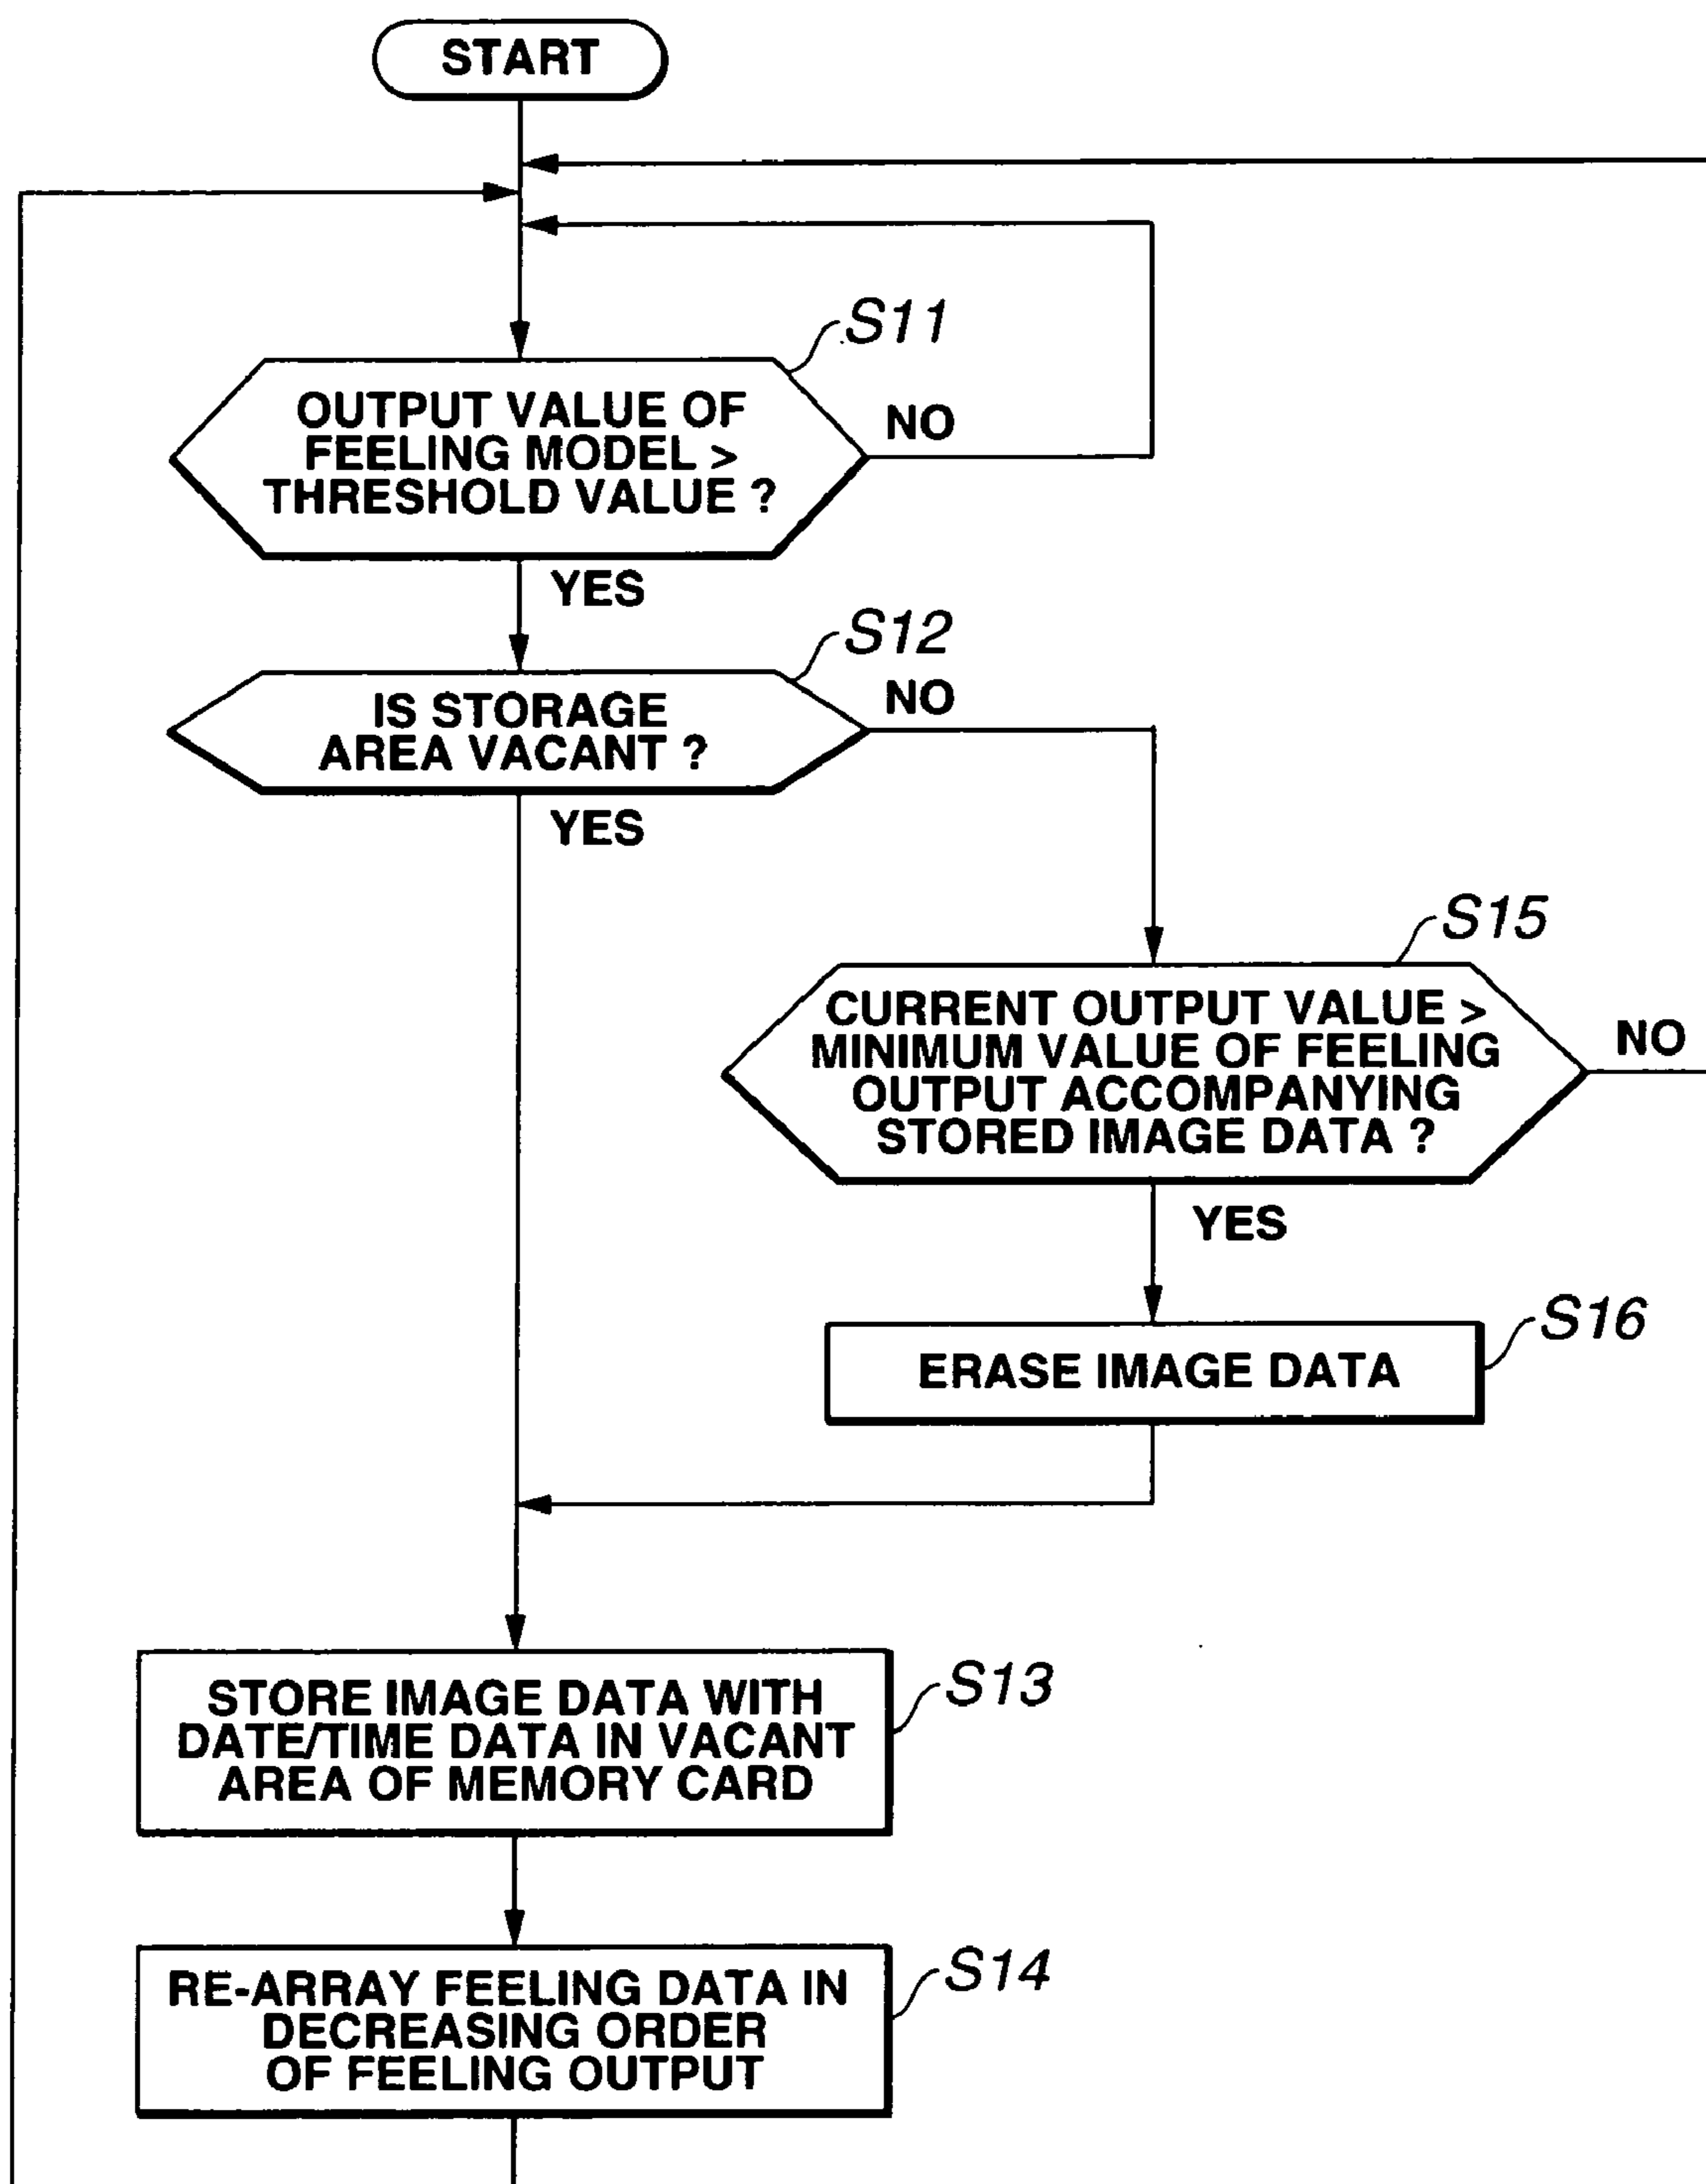 START
S11
OUTPUT VALUE OF
FEELING MODEL >
THRESHOLD VALUE ?
NO
YES
S12
IS STORAGE
AREA VACANT ?
NO
YES
S15
CURRENT OUTPUT VALUE >
MINIMUM VALUE OF FEELING
OUTPUT ACCOMPANYING
STORED IMAGE DATA ?
NO
YES
S16
ERASE IMAGE DATA
S13
STORE IMAGE DATA WITH
DATE/TIME DATA IN VACANT
AREA OF MEMORY CARD
S14
RE-ARRAY FEELING DATA IN
DECREASING ORDER
OF FEELING OUTPUT